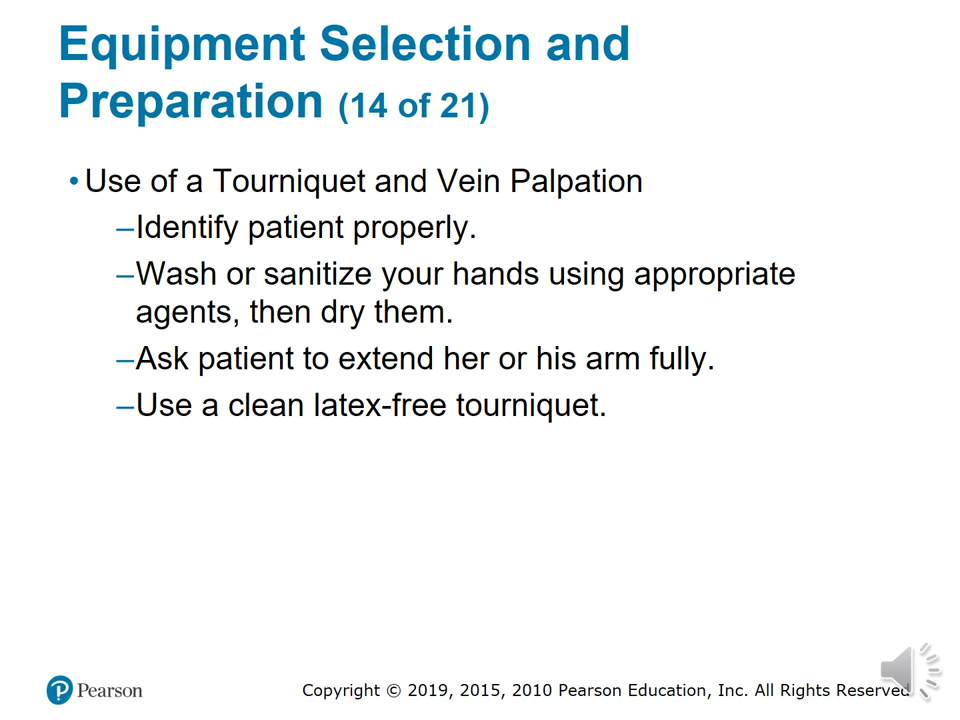 Equipment Selection and
Preparation (14 of 21)
• Use of a Tourniquet and Vein Palpation
–Identify patient properly.
–Wash or sanitize your hands using appropriate
agents, then dry them.
–Ask patient to extend her or his arm fully.
–Use a clean latex-free tourniquet.
Pearson
Copyright © 2019, 2015, 2010 Pearson Education, Inc. All Rights Reserved